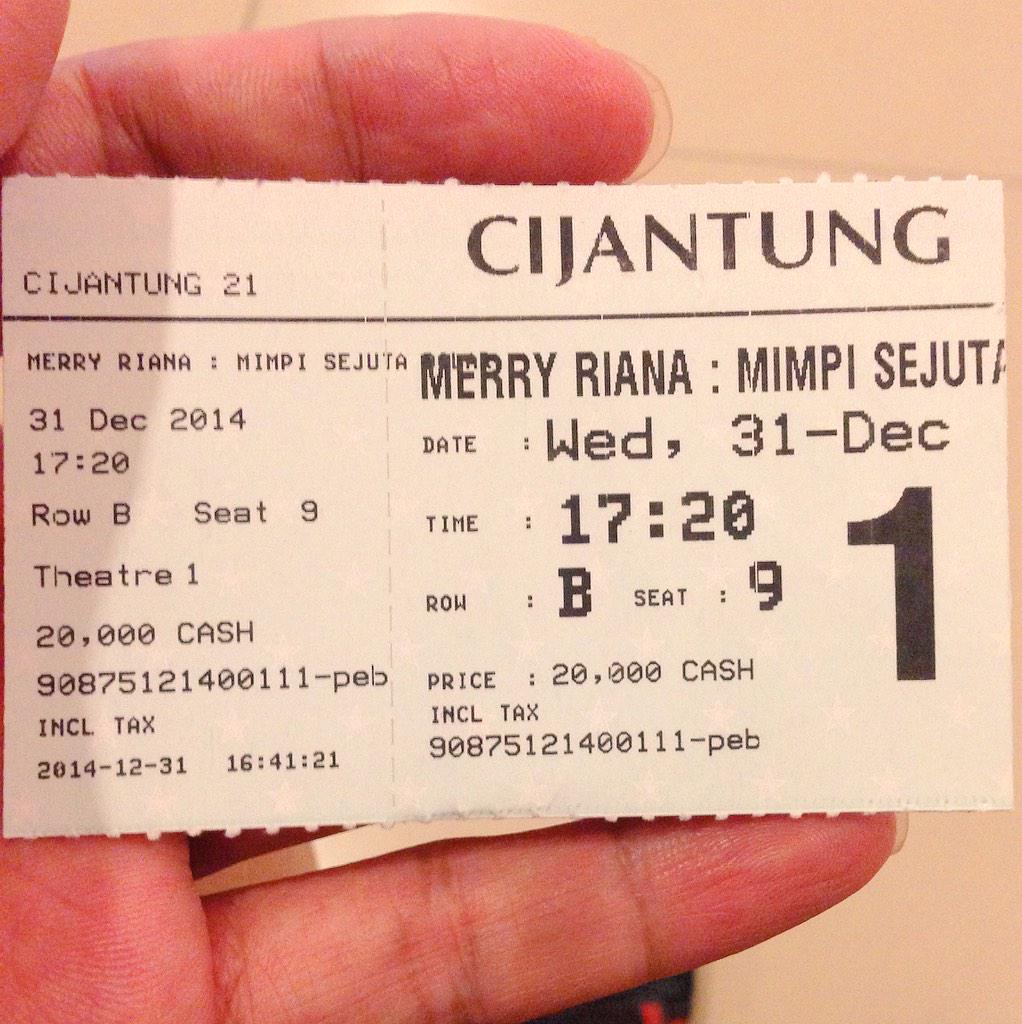 CIJANTUNG 21
MERRY RIANA : MIMPI SEJUTA
31 Dec 2014
17:20
Row B Seat 9
Theatre 1
20,000 CASH
90875121400111-peb
INCL TAX
2014-12-31 16:41:21
CIJANTUNG
MERRY RIANA : MIMPI SEJUTA
DATE : Wed, 31-Dec
TIME : 17:20
ROW : B SEAT : 9
1
PRICE : 20,000 CASH
INCL TAX
90875121400111-peb